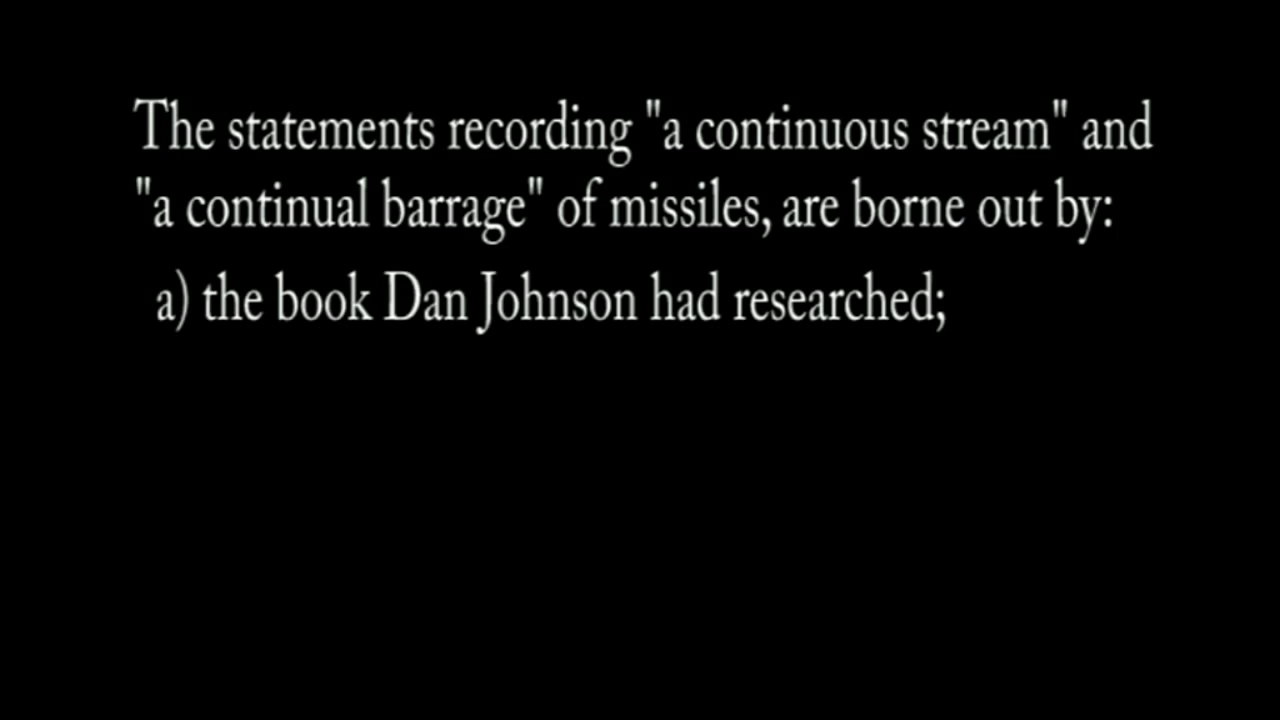 The statements recording "a continuous stream" and
"a continual barrage" of missiles, are borne out by:
a) the book Dan Johnson had researched;